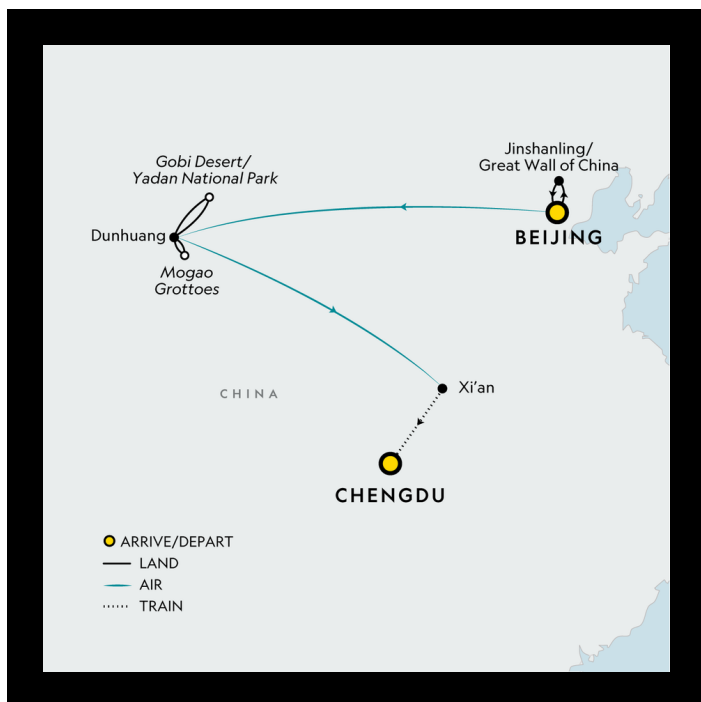 Jinshanling/
Great Wall of China
Gobi Desert/
Yadan National Park
BEIJING
Dunhuang
Mogao
Grottoes
CHINA
Xi’an
CHENGDU
ARRIVE/DEPART
LAND
AIR
TRAIN